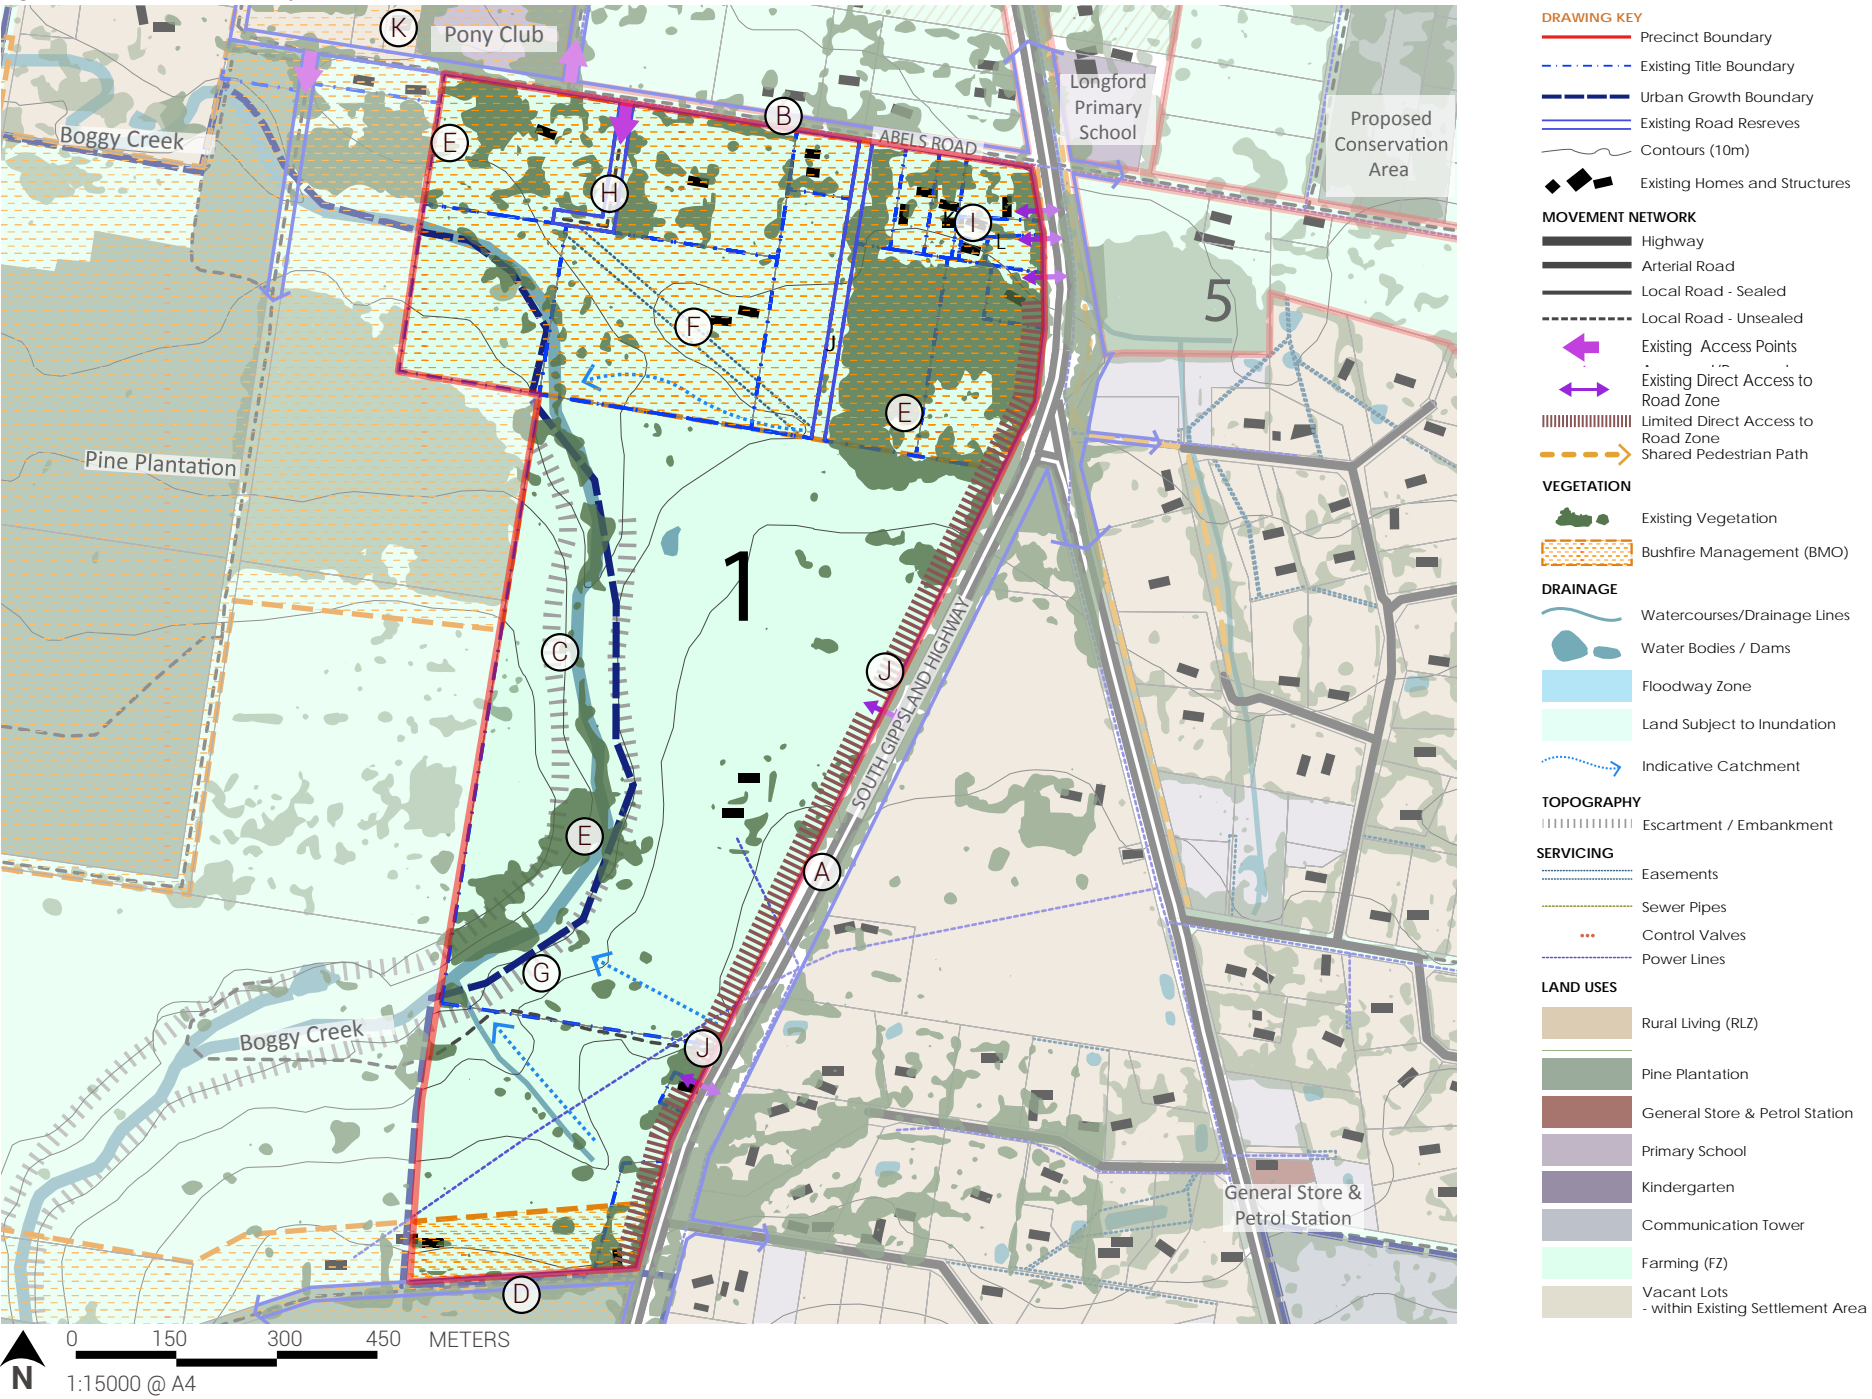 K
Pony Club
B
ABELS ROAD
Longford
Primary
School
Proposed
Conservation
Area
Boggy Creek
E
H
I
K
L
5
F
J
E
Pine Plantation
1
C
J
SOUTH GIPPSLAND HIGHWAY
E
A
G
Boggy Creek
J
General Store &
Petrol Station
D
0 150 300 450 METERS
1:15000 @ A4
N
DRAWING KEY
Precinct Boundary
Existing Title Boundary
Urban Growth Boundary
Existing Road Resreves
Contours (10m)
Existing Homes and Structures
MOVEMENT NETWORK
Highway
Arterial Road
Local Road - Sealed
Local Road - Unsealed
Existing Access Points
Existing Direct Access to
Road Zone
Limited Direct Access to
Road Zone
Shared Pedestrian Path
VEGETATION
Existing Vegetation
Bushfire Management (BMO)
DRAINAGE
Watercourses/Drainage Lines
Water Bodies / Dams
Floodway Zone
Land Subject to Inundation
Indicative Catchment
TOPOGRAPHY
Escartment / Embankment
SERVICING
Easements
Sewer Pipes
Control Valves
Power Lines
LAND USES
Rural Living (RLZ)
Pine Plantation
General Store & Petrol Station
Primary School
Kindergarten
Communication Tower
Farming (FZ)
Vacant Lots
- within Existing Settlement Area